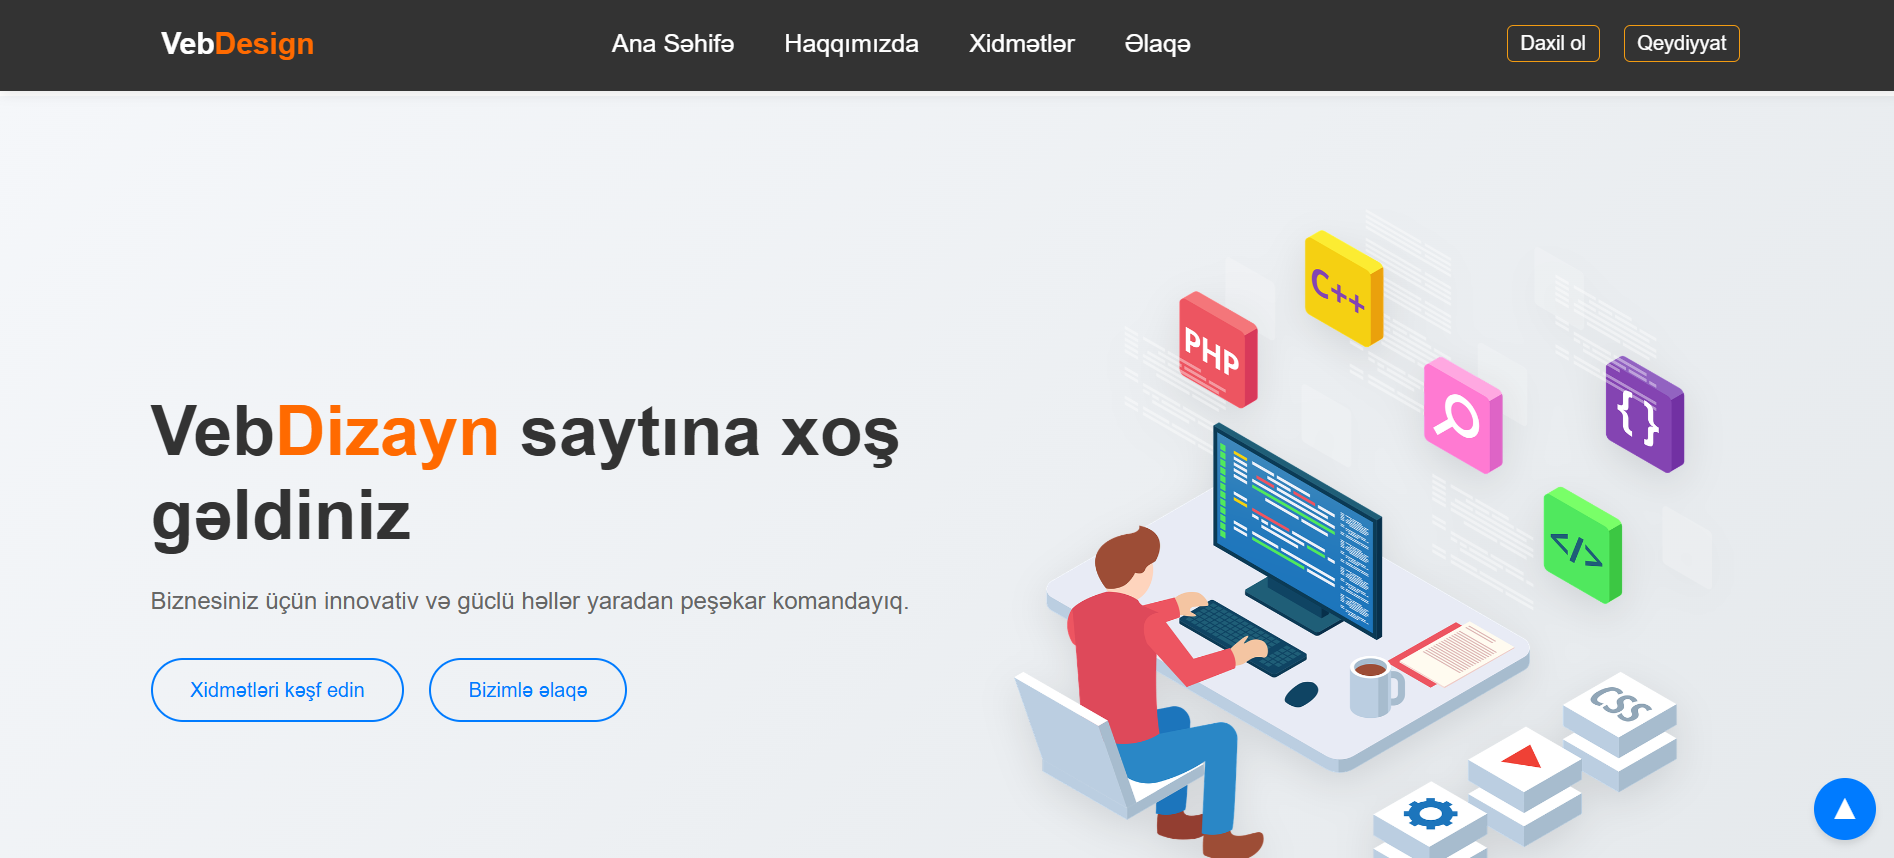 VebDesign
Ana Səhifə
Haqqımızda
Xidmətlər
Əlaqə
Daxil ol
Qeydiyyat
VebDizayn saytına xoş
gəldiniz
Biznesiniz üçün innovativ və güclü həllər yaradan peşəkar komandayıq.
Xidmətləri kəşf edin
Bizimlə əlaqə
C++
PHP
{}
</>
CSS